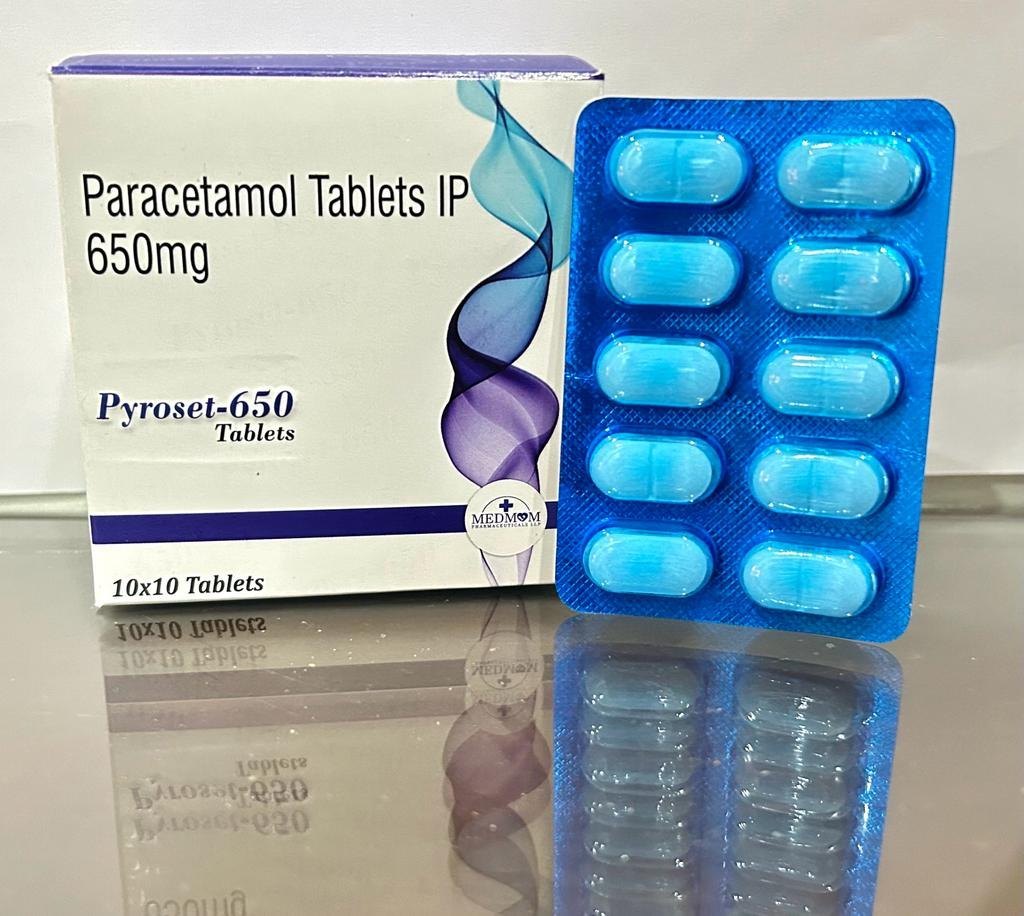 Paracetamol Tablets IP
650mg
Pyroset-650
Tablets
MEDMOM
PHARMACEUTICALS LLP
10x10 Tablets